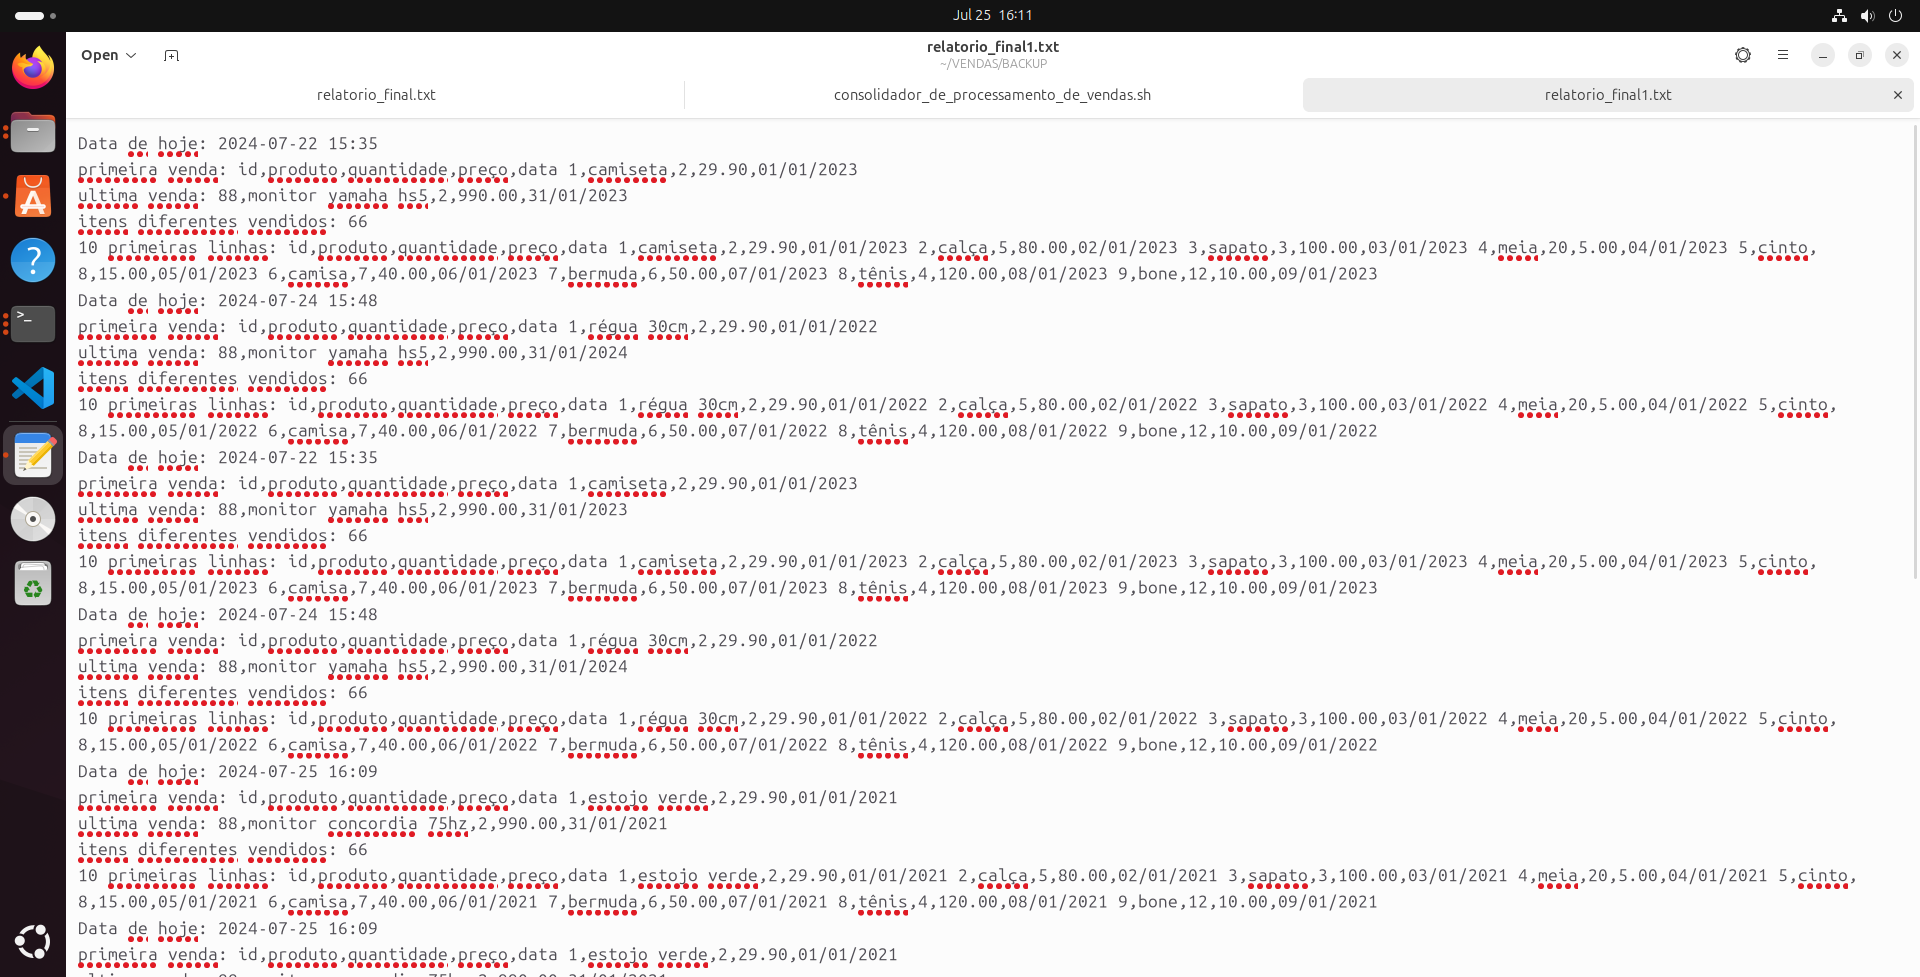 Jul 25 16:11
Open
relatorio_final1.txt
~/VENDAS/BACKUP
relatorio_final.txt
consolidador_de_processamento_de_vendas.sh
relatorio_final1.txt
Data de hoje: 2024-07-22 15:35
primeira venda: id,produto,quantidade,preço,data 1,camiseta,2,29.90,01/01/2023
ultima venda: 88,monitor yamaha hs5,2,990.00,31/01/2023
itens diferentes vendidos: 66
10 primeiras linhas: id,produto,quantidade,preço,data 1,camiseta,2,29.90,01/01/2023 2,calça,5,80.00,02/01/2023 3,sapato,3,100.00,03/01/2023 4,meia,20,5.00,04/01/2023 5,cinto,
8,15.00,05/01/2023 6,camisa,7,40.00,06/01/2023 7,bermuda,6,50.00,07/01/2023 8,tênis,4,120.00,08/01/2023 9,bone,12,10.00,09/01/2023
Data de hoje: 2024-07-24 15:48
primeira venda: id,produto,quantidade,preço,data 1,régua 30cm,2,29.90,01/01/2022
ultima venda: 88,monitor yamaha hs5,2,990.00,31/01/2024
itens diferentes vendidos: 66
10 primeiras linhas: id,produto,quantidade,preço,data 1,régua 30cm,2,29.90,01/01/2022 2,calça,5,80.00,02/01/2022 3,sapato,3,100.00,03/01/2022 4,meia,20,5.00,04/01/2022 5,cinto,
8,15.00,05/01/2022 6,camisa,7,40.00,06/01/2022 7,bermuda,6,50.00,07/01/2022 8,tênis,4,120.00,08/01/2022 9,bone,12,10.00,09/01/2022
Data de hoje: 2024-07-22 15:35
primeira venda: id,produto,quantidade,preço,data 1,camiseta,2,29.90,01/01/2023
ultima venda: 88,monitor yamaha hs5,2,990.00,31/01/2023
itens diferentes vendidos: 66
10 primeiras linhas: id,produto,quantidade,preço,data 1,camiseta,2,29.90,01/01/2023 2,calça,5,80.00,02/01/2023 3,sapato,3,100.00,03/01/2023 4,meia,20,5.00,04/01/2023 5,cinto,
8,15.00,05/01/2023 6,camisa,7,40.00,06/01/2023 7,bermuda,6,50.00,07/01/2023 8,tênis,4,120.00,08/01/2023 9,bone,12,10.00,09/01/2023
Data de hoje: 2024-07-24 15:48
primeira venda: id,produto,quantidade,preço,data 1,régua 30cm,2,29.90,01/01/2022
ultima venda: 88,monitor yamaha hs5,2,990.00,31/01/2024
itens diferentes vendidos: 66
10 primeiras linhas: id,produto,quantidade,preço,data 1,régua 30cm,2,29.90,01/01/2022 2,calça,5,80.00,02/01/2022 3,sapato,3,100.00,03/01/2022 4,meia,20,5.00,04/01/2022 5,cinto,
8,15.00,05/01/2022 6,camisa,7,40.00,06/01/2022 7,bermuda,6,50.00,07/01/2022 8,tênis,4,120.00,08/01/2022 9,bone,12,10.00,09/01/2022
Data de hoje: 2024-07-25 16:09
primeira venda: id,produto,quantidade,preço,data 1,estojo verde,2,29.90,01/01/2021
ultima venda: 88,monitor concordia 75hz,2,990.00,31/01/2021
itens diferentes vendidos: 66
10 primeiras linhas: id,produto,quantidade,preço,data 1,estojo verde,2,29.90,01/01/2021 2,calça,5,80.00,02/01/2021 3,sapato,3,100.00,03/01/2021 4,meia,20,5.00,04/01/2021 5,cinto,
8,15.00,05/01/2021 6,camisa,7,40.00,06/01/2021 7,bermuda,6,50.00,07/01/2021 8,tênis,4,120.00,08/01/2021 9,bone,12,10.00,09/01/2021
Data de hoje: 2024-07-25 16:09
primeira venda: id,produto,quantidade,preço,data 1,estojo verde,2,29.90,01/01/2021